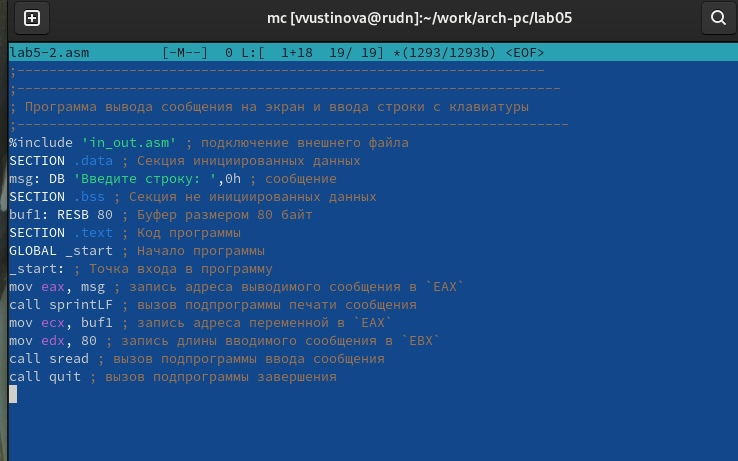 mc [vvustinova@rudn]:~/work/arch-pc/lab05
lab5-2.asm [-M--] 0 L:[ 1+18 19/ 19] *(1293/1293b) <EOF>
;------------------------------------------------------------------
;--------------------------------------------------------------------
; Программа вывода сообщения на экран и ввода строки с клавиатуры
;---------------------------------------------------------------------
%include 'in_out.asm' ; подключение внешнего файла
SECTION .data ; Секция инициированных данных
msg: DB 'Введите строку: ',0h ; сообщение
SECTION .bss ; Секция не инициированных данных
buf1: RESB 80 ; Буфер размером 80 байт
SECTION .text ; Код программы
GLOBAL _start ; Начало программы
_start: ; Точка входа в программу
mov eax, msg ; запись адреса выводимого сообщения в `EAX`
call sprintLF ; вызов подпрограммы печати сообщения
mov ecx, buf1 ; запись адреса переменной в `EAX`
mov edx, 80 ; запись длины вводимого сообщения в `EBX`
call sread ; вызов подпрограммы ввода сообщения
call quit ; вызов подпрограммы завершения